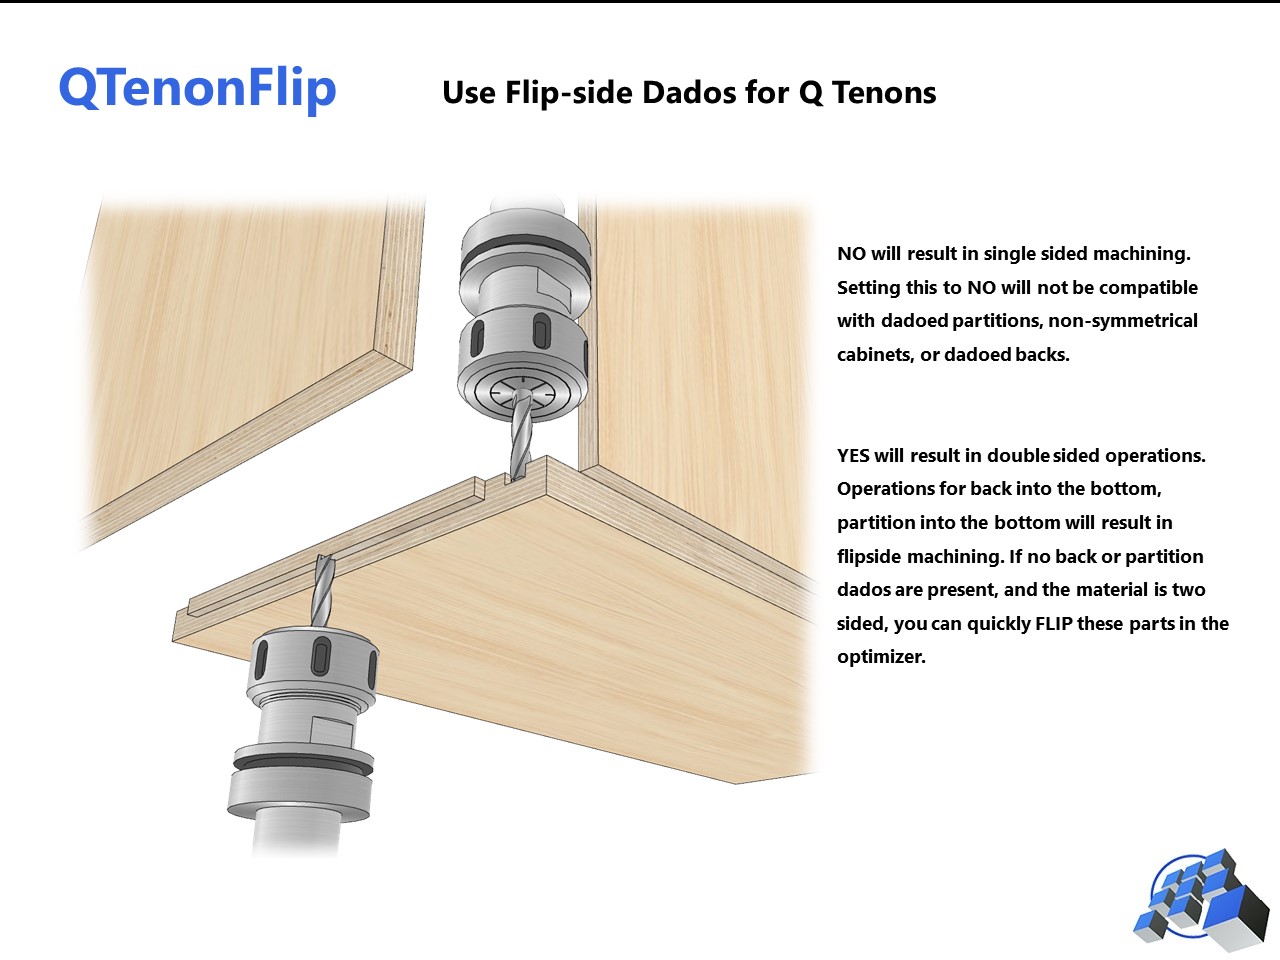 QTenonFlip
Use Flip-side Dados for Q Tenons
NO will result in single sided machining.
Setting this to NO will not be compatible
with dadoed partitions, non-symmetrical
cabinets, or dadoed backs.
YES will result in double sided operations.
Operations for back into the bottom,
partition into the bottom will result in
flipside machining. If no back or partition
dados are present, and the material is two
sided, you can quickly FLIP these parts in the
optimizer.